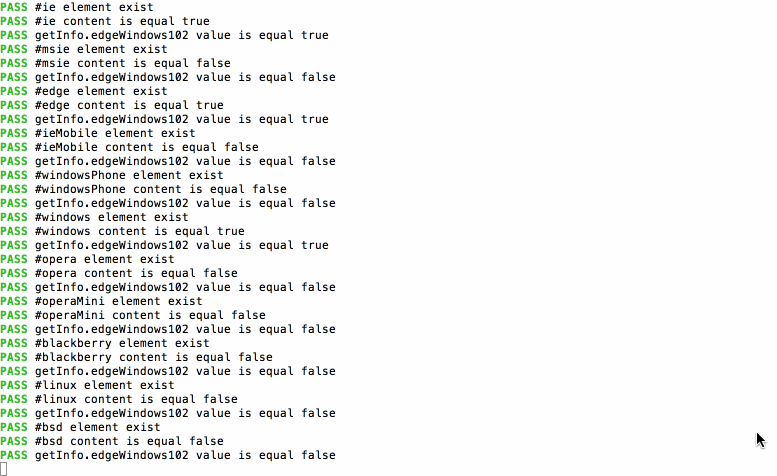 PASS #ie element exist
PASS #ie content is equal true
PASS getInfo.edgeWindows102 value is equal true
PASS #msie element exist
PASS #msie content is equal false
PASS getInfo.edgeWindows102 value is equal false
PASS #edge element exist
PASS #edge content is equal true
PASS getInfo.edgeWindows102 value is equal true
PASS #ieMobile element exist
PASS #ieMobile content is equal false
PASS getInfo.edgeWindows102 value is equal false
PASS #windowsPhone element exist
PASS #windowsPhone content is equal false
PASS getInfo.edgeWindows102 value is equal false
PASS #windows element exist
PASS #windows content is equal true
PASS getInfo.edgeWindows102 value is equal true
PASS #opera element exist
PASS #opera content is equal false
PASS getInfo.edgeWindows102 value is equal false
PASS #operaMini element exist
PASS #operaMini content is equal false
PASS getInfo.edgeWindows102 value is equal false
PASS #blackberry element exist
PASS #blackberry content is equal false
PASS getInfo.edgeWindows102 value is equal false
PASS #linux element exist
PASS #linux content is equal false
PASS getInfo.edgeWindows102 value is equal false
PASS #bsd element exist
PASS #bsd content is equal false
PASS getInfo.edgeWindows102 value is equal false